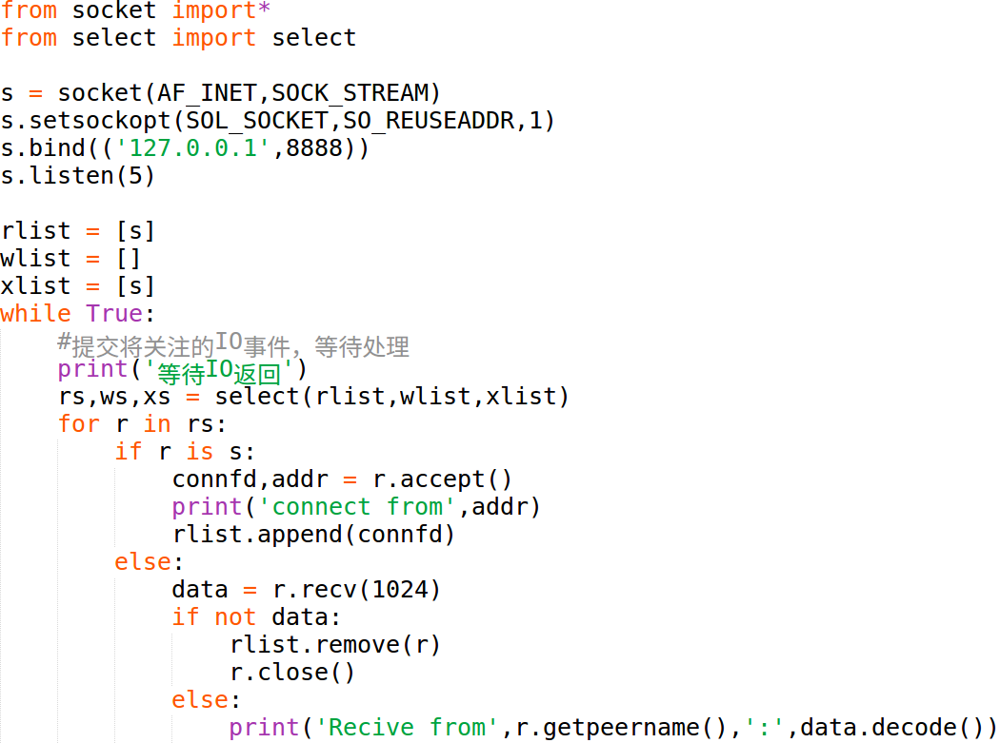 from socket import*
from select import select

s = socket(AF_INET,SOCK_STREAM)
s.setsockopt(SOL_SOCKET,SO_REUSEADDR,1)
s.bind(('127.0.0.1',8888))
s.listen(5)

rlist = [s]
wlist = []
xlist = [s]
while True:
    #提交将关注的IO事件，等待处理
    print('等待IO返回')
    rs,ws,xs = select(rlist,wlist,xlist)
    for r in rs:
        if r is s:
            connfd,addr = r.accept()
            print('connect from',addr)
            rlist.append(connfd)
        else:
            data = r.recv(1024)
            if not data:
                rlist.remove(r)
                r.close()
            else:
                print('Recive from',r.getpeername(),':',data.decode())